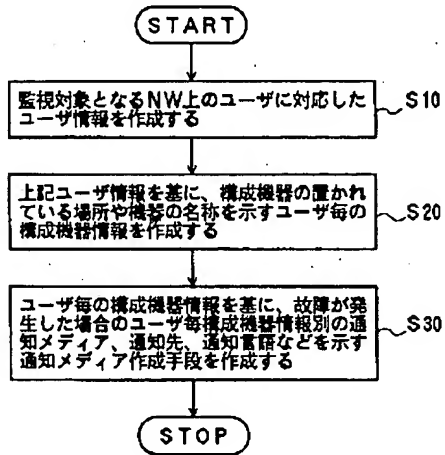 START
監視対象となるNW上のユーザに対応した
ユーザ情報を作成する
S10
上記ユーザ情報を基に、構成機器の置かれ
ている場所や機器の名称を示すユーザ毎の
構成機器情報を作成する
S20
ユーザ毎の構成機器情報を基に、故障が発
生した場合のユーザ毎構成機器情報別の通
知メディア、通知先、通知言語などを示す
通知メディア作成手段を作成する
S30
STOP